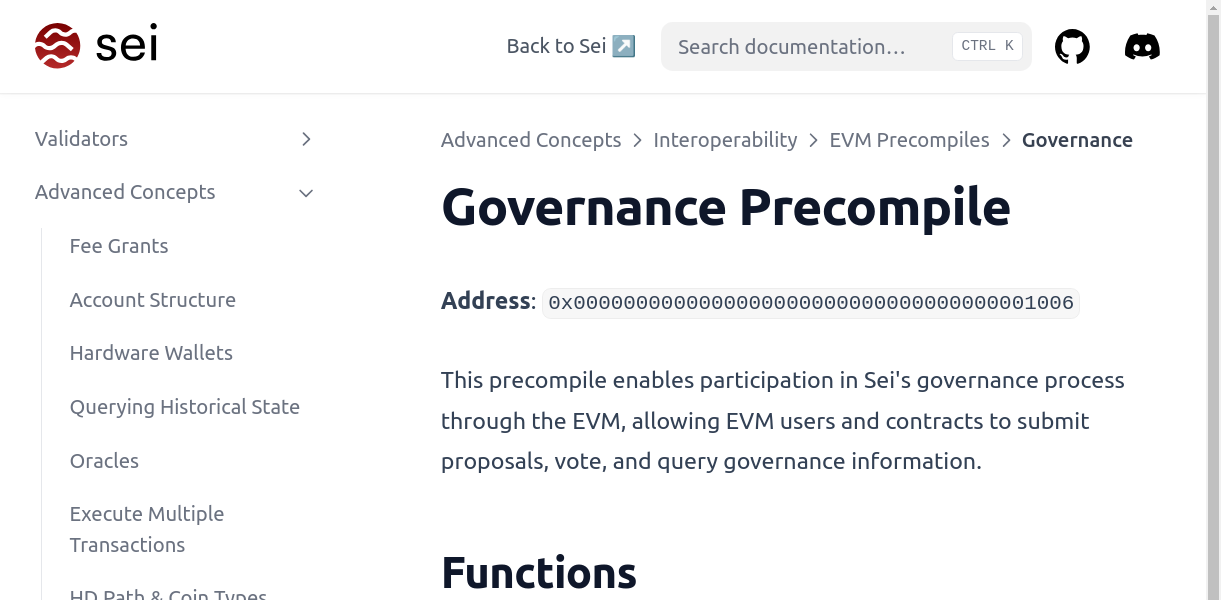 sei
Back to Sei ↗
Search documentation…
CTRL K
Validators
Advanced Concepts
Fee Grants
Account Structure
Hardware Wallets
Querying Historical State
Oracles
Execute Multiple
Transactions
HD Path & Coin Types
Advanced Concepts > Interoperability > EVM Precompiles > Governance
Governance Precompile
Address: 0x0000000000000000000000000000000000001006
This precompile enables participation in Sei's governance process
through the EVM, allowing EVM users and contracts to submit
proposals, vote, and query governance information.
Functions